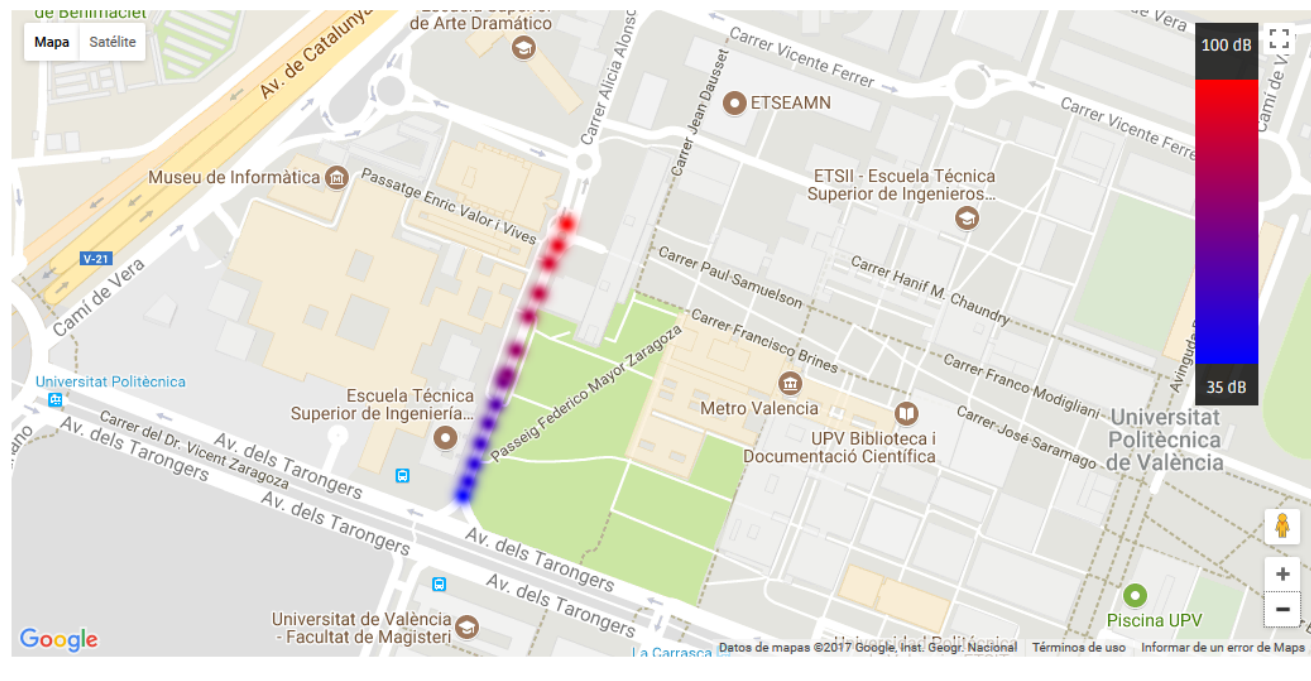 de Benimaclet
Mapa
Satélite
Av. de Catalunya
de Arte Dramático
Carrer Alicia Alonso
Carrer Vicente Ferrer
Carrer Jean Dausset
ETSEAMN
de Vera
100 dB
Camí de V
Carrer Vicente Ferre
Museu de Informàtica
Passatge Enric Valor i Vives
ETSII - Escuela Técnica
Superior de Ingenieros...
V-21
Camí de Vera
Carrer Paul Samuelson
Carrer Hanif M. Chaundry
Carrer Francisco Brines
Carrer Franco Modigliani
Avinguda
35 dB
Universitat Politècnica
Escuela Técnica
Superior de Ingeniería...
Passeig Federico Mayor Zaragoza
Metro Valencia
UPV Biblioteca i
Documentació Científica
Carrer José Saramago
Universitat
Politècnica
de València
Carrer del Dr. Vicent Zaragoza
Av. dels Tarongers
Av. dels Tarongers
Av. dels Tarongers
Av. dels Tarongers
Av. dels Tarongers
Universitat de València
- Facultat de Magisteri
Piscina UPV
+
−
Google
La Carrasca
Datos de mapas ©2017 Google, Inst. Geogr. Nacional
Términos de uso
Informar de un error de Maps